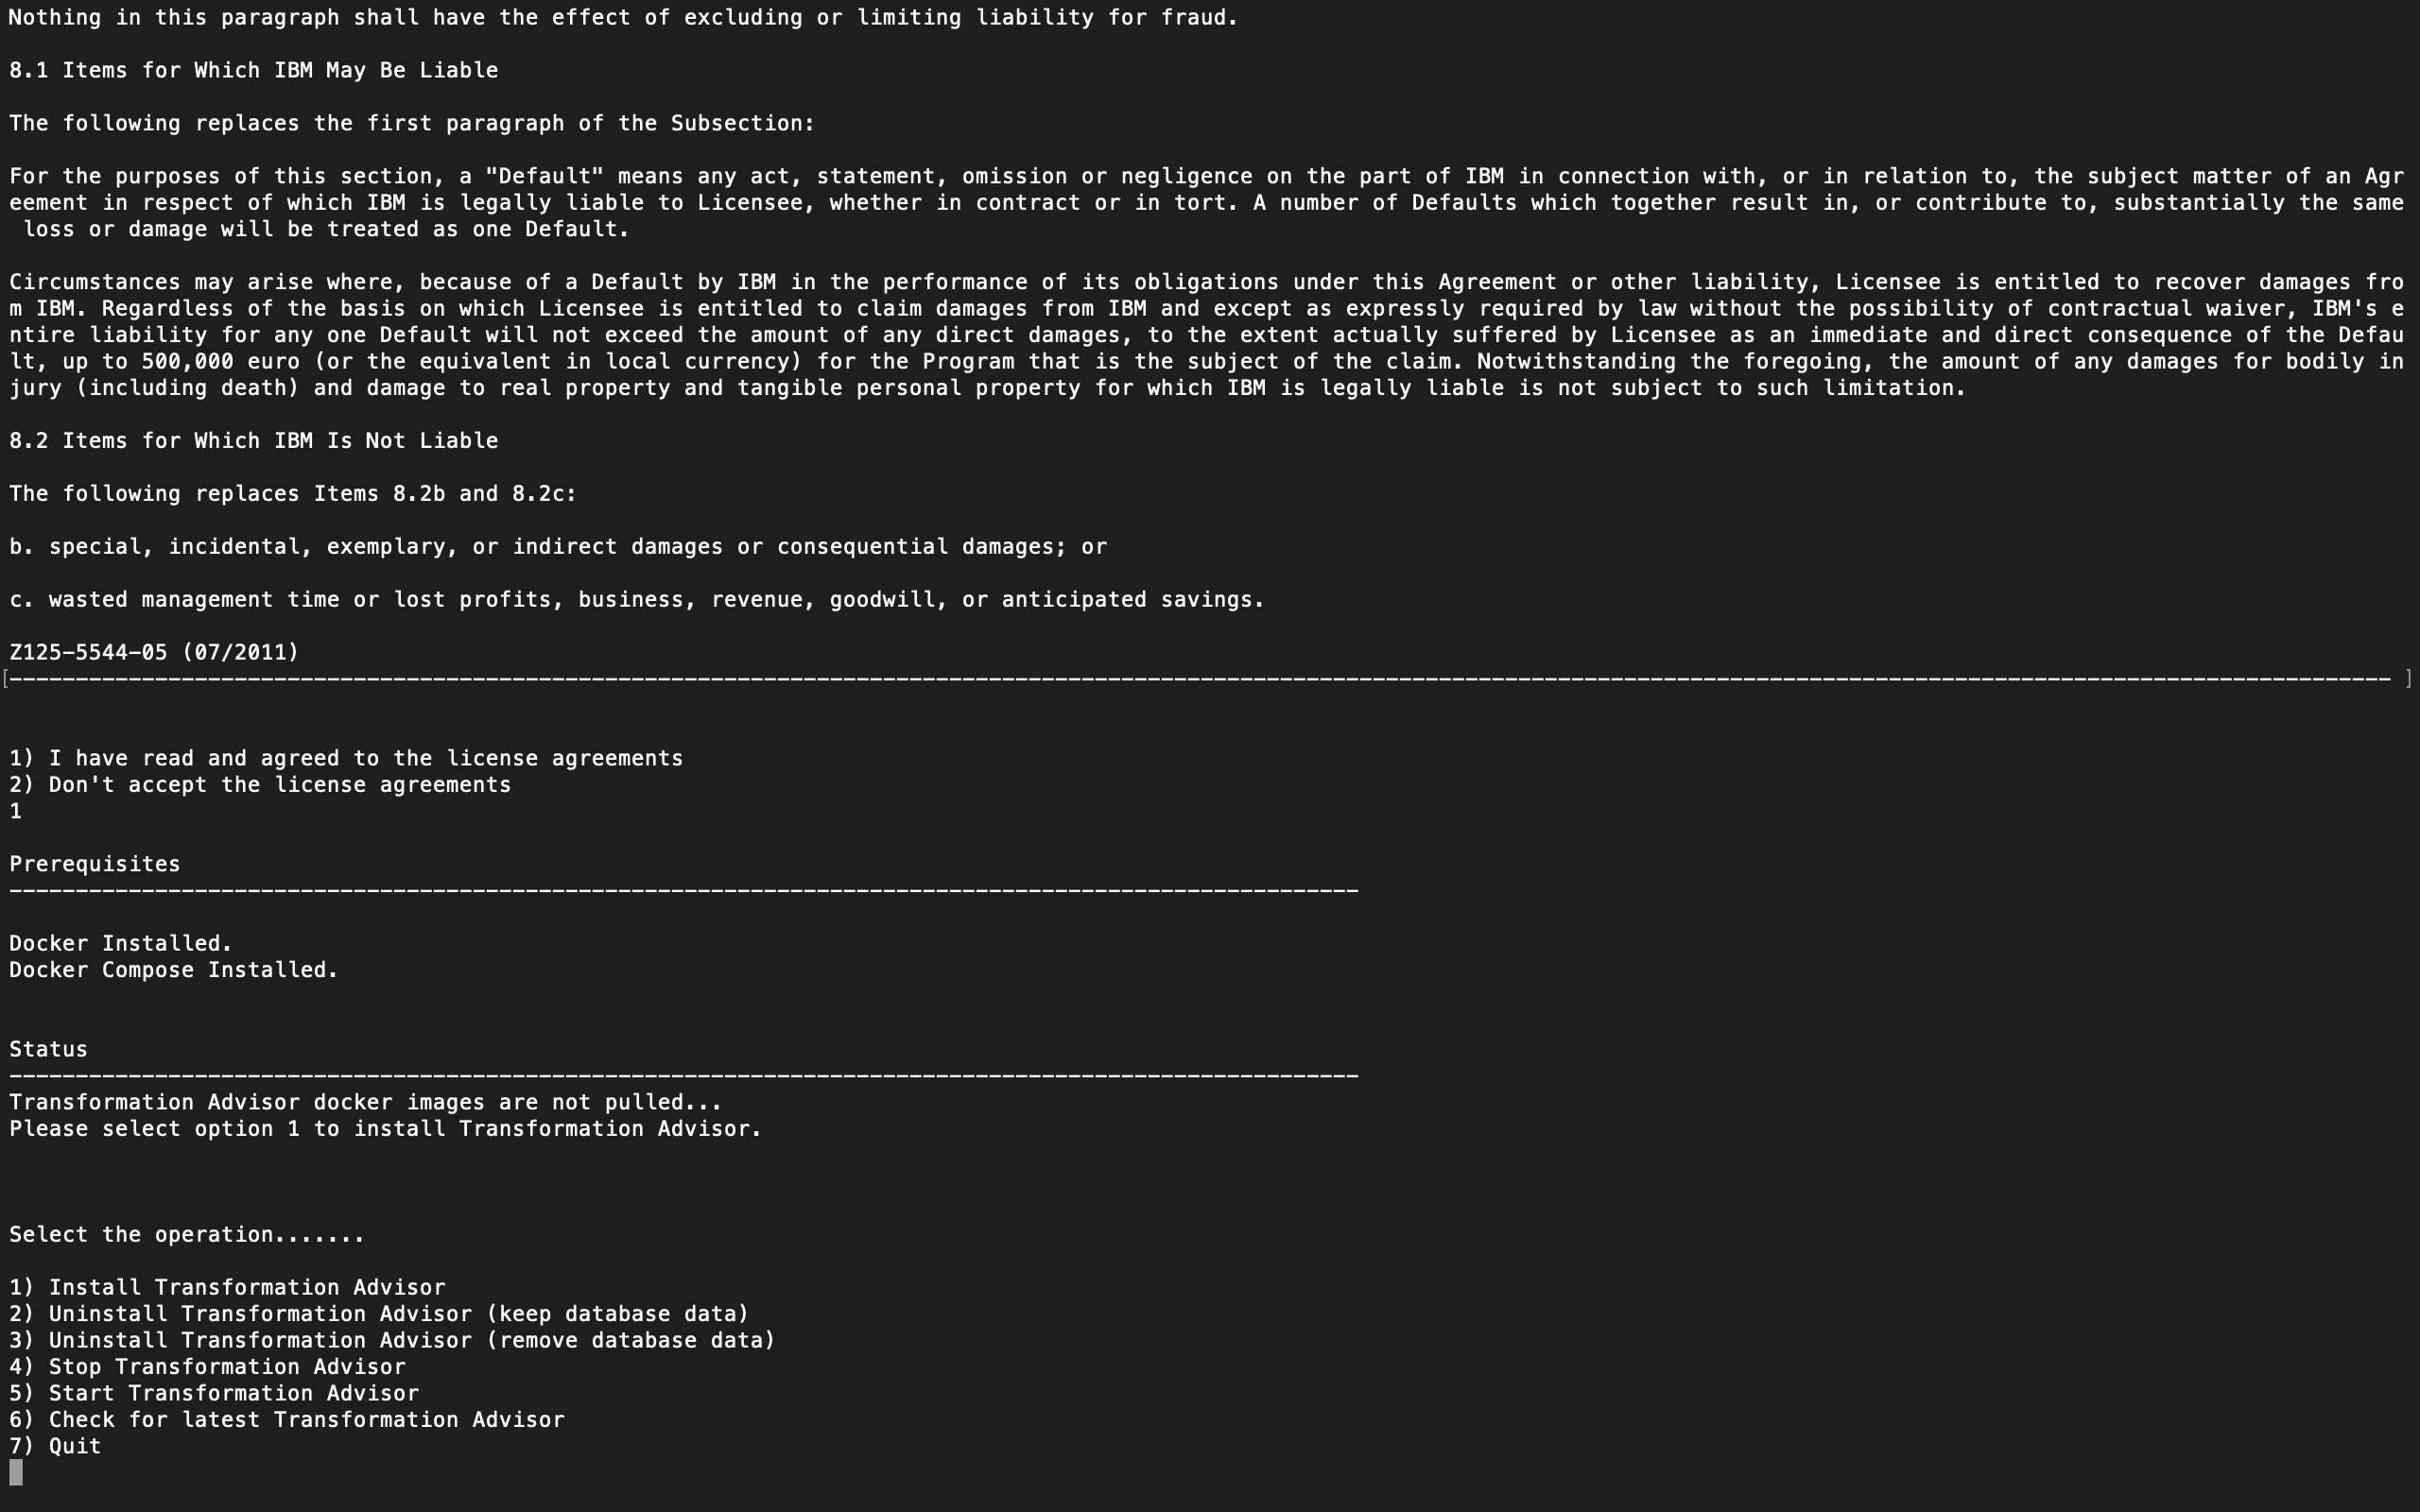 Nothing in this paragraph shall have the effect of excluding or limiting liability for fraud.
8.1 Items for Which IBM May Be Liable
The following replaces the first paragraph of the Subsection:
For the purposes of this section, a "Default" means any act, statement, omission or negligence on the part of IBM in connection with, or in relation to, the subject matter of an Agr
eement in respect of which IBM is legally liable to Licensee, whether in contract or in tort. A number of Defaults which together result in, or contribute to, substantially the same
 loss or damage will be treated as one Default.
Circumstances may arise where, because of a Default by IBM in the performance of its obligations under this Agreement or other liability, Licensee is entitled to recover damages fro
m IBM. Regardless of the basis on which Licensee is entitled to claim damages from IBM and except as expressly required by law without the possibility of contractual waiver, IBM's e
ntire liability for any one Default will not exceed the amount of any direct damages, to the extent actually suffered by Licensee as an immediate and direct consequence of the Defau
lt, up to 500,000 euro (or the equivalent in local currency) for the Program that is the subject of the claim. Notwithstanding the foregoing, the amount of any damages for bodily in
jury (including death) and damage to real property and tangible personal property for which IBM is legally liable is not subject to such limitation.
8.2 Items for Which IBM Is Not Liable
The following replaces Items 8.2b and 8.2c:
b. special, incidental, exemplary, or indirect damages or consequential damages; or
c. wasted management time or lost profits, business, revenue, goodwill, or anticipated savings.
Z125-5544-05 (07/2011)
[------------------------------------------------------------------------------------------------------------------------------------------------------------------------------------ ]
1) I have read and agreed to the license agreements
2) Don't accept the license agreements
1
Prerequisites
------------------------------------------------------------------------------------------------------
Docker Installed.
Docker Compose Installed.
Status
------------------------------------------------------------------------------------------------------
Transformation Advisor docker images are not pulled...
Please select option 1 to install Transformation Advisor.
Select the operation.......
1) Install Transformation Advisor
2) Uninstall Transformation Advisor (keep database data)
3) Uninstall Transformation Advisor (remove database data)
4) Stop Transformation Advisor
5) Start Transformation Advisor
6) Check for latest Transformation Advisor
7) Quit